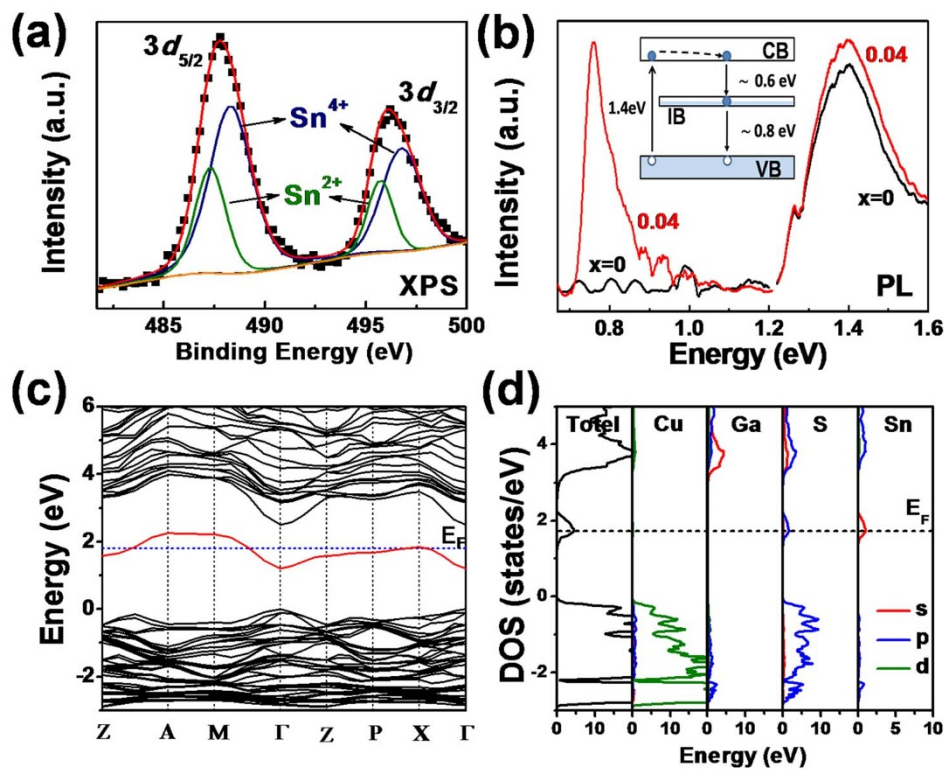 (a)
3d5/2
3d3/2
Sn4+
Sn2+
XPS
Intensity (a.u.)
485 490 495 500
Binding Energy (eV)
(b)
CB
0.04
1.4eV
~ 0.6 eV
IB
~ 0.8 eV
VB
0.04
x=0
x=0
PL
Intensity (a.u.)
0.8 1.0 1.2 1.4 1.6
Energy (eV)
(c)
6
4
2
0
-2
EF
Energy (eV)
Z A M Γ Z P X Γ
(d)
Totel Cu Ga S Sn
4
2
0
-2
EF
s
p
d
DOS (states/eV)
0 10 0 10 0 10 0 10 0 10
Energy (eV)